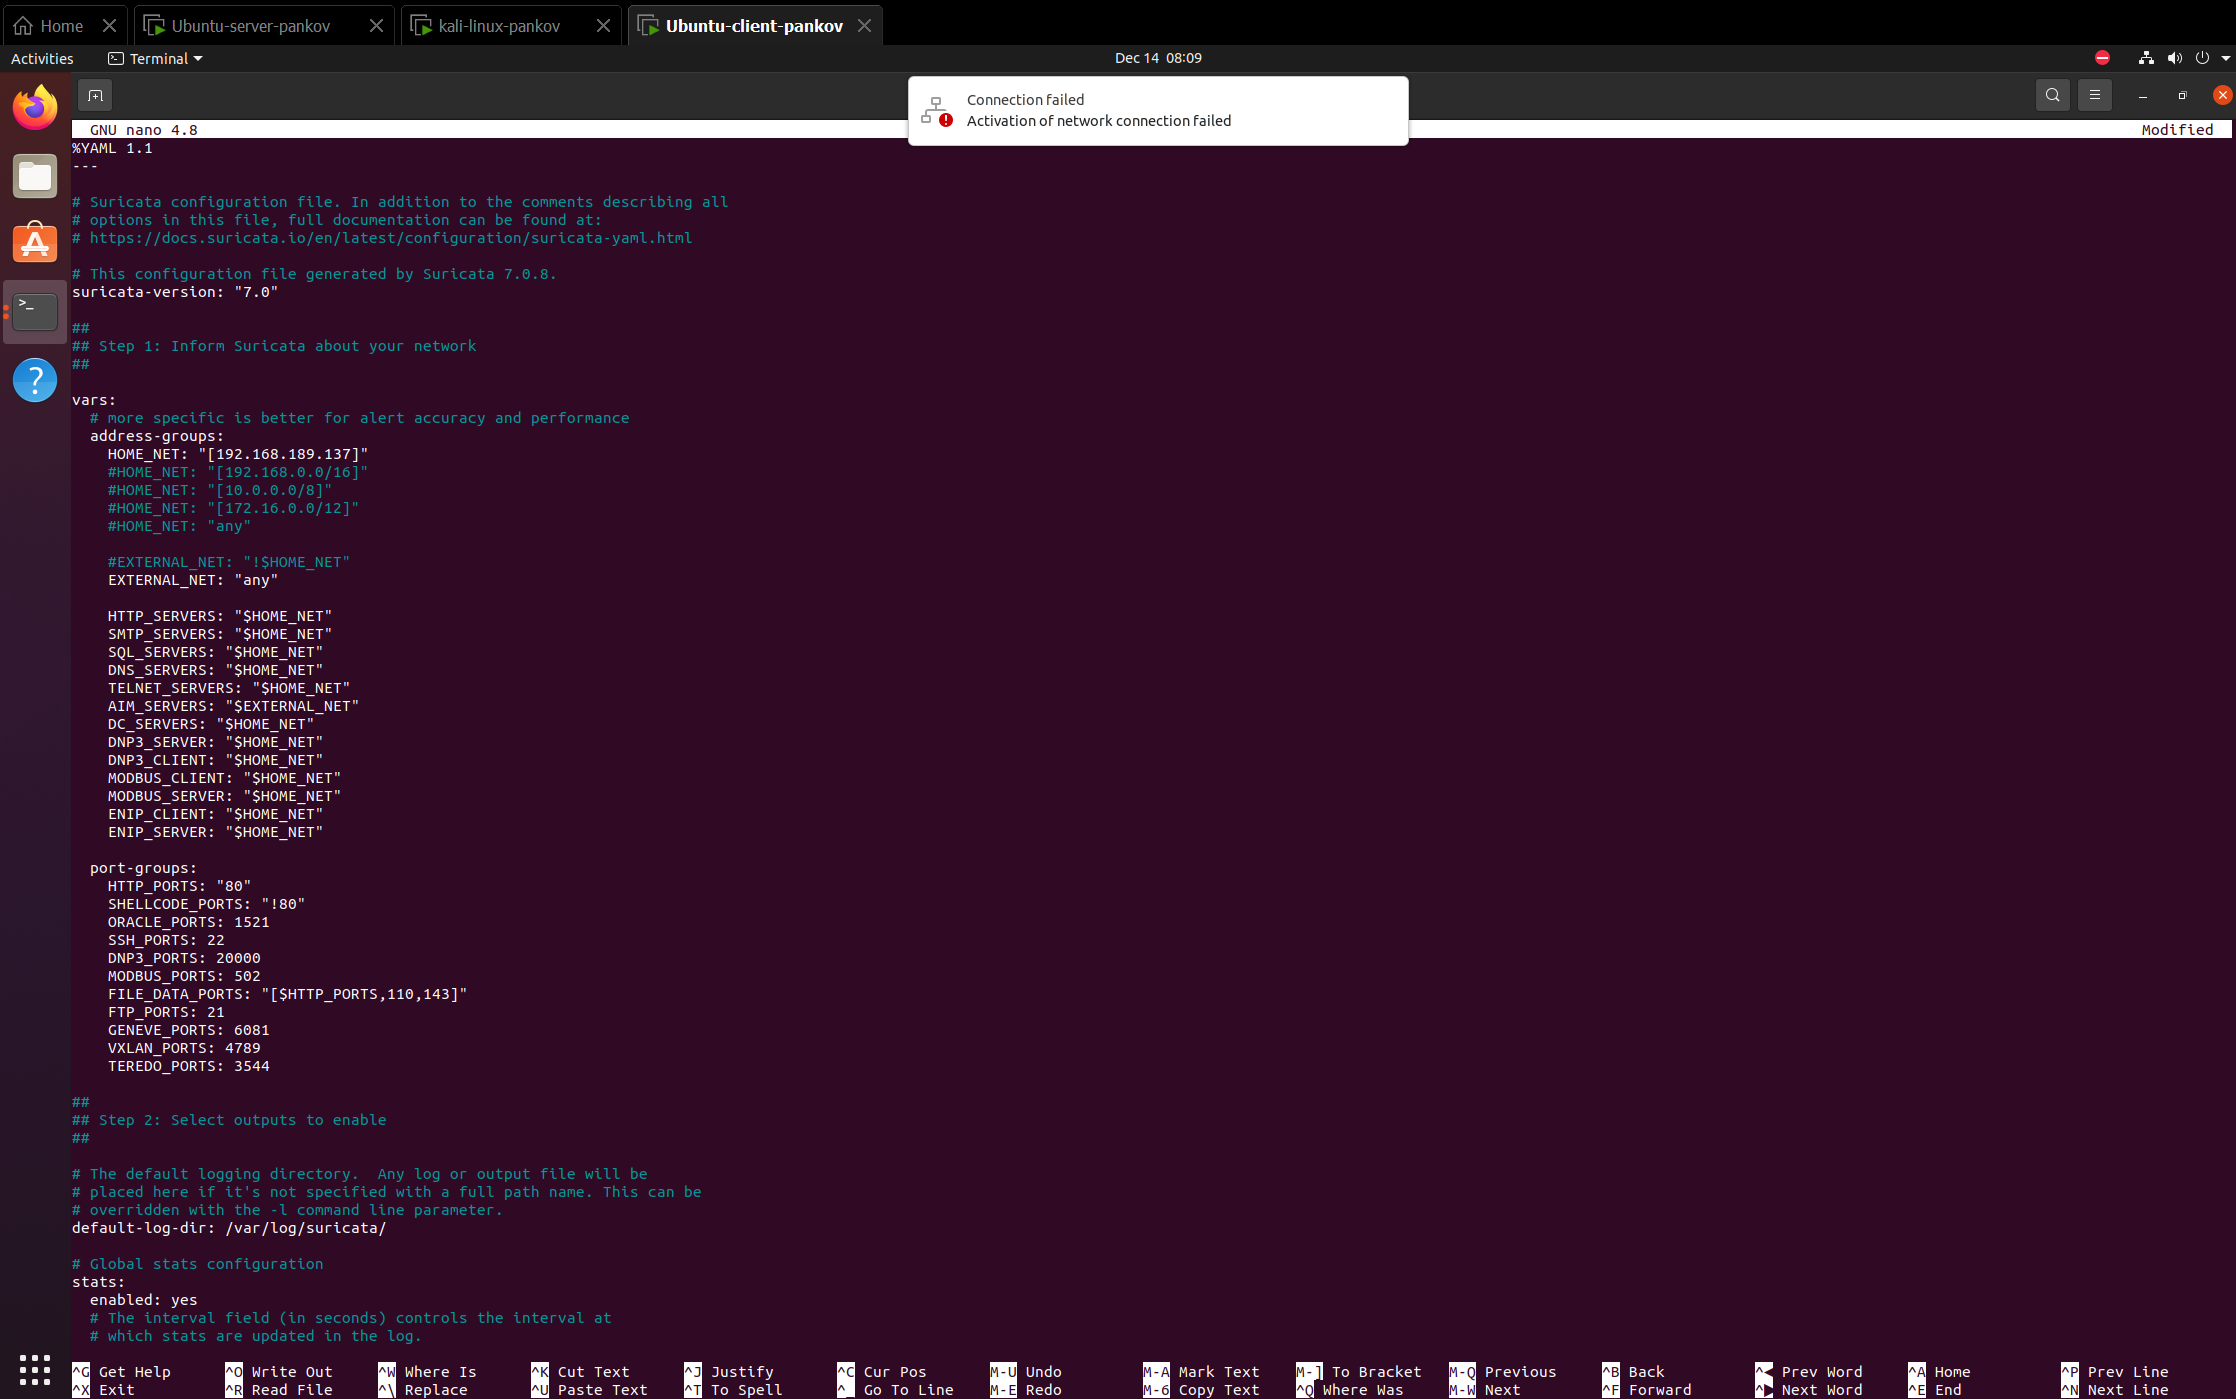 Home
Ubuntu-server-pankov
kali-linux-pankov
Ubuntu-client-pankov
Activities
Terminal
Dec 14 08:09
Connection failed
Activation of network connection failed
GNU nano 4.8
Modified
%YAML 1.1
---
# Suricata configuration file. In addition to the comments describing all
# options in this file, full documentation can be found at:
# https://docs.suricata.io/en/latest/configuration/suricata-yaml.html
# This configuration file generated by Suricata 7.0.8.
suricata-version: "7.0"
##
## Step 1: Inform Suricata about your network
##
vars:
# more specific is better for alert accuracy and performance
address-groups:
HOME_NET: "[192.168.189.137]"
#HOME_NET: "[192.168.0.0/16]"
#HOME_NET: "[10.0.0.0/8]"
#HOME_NET: "[172.16.0.0/12]"
#HOME_NET: "any"
#EXTERNAL_NET: "!$HOME_NET"
EXTERNAL_NET: "any"
HTTP_SERVERS: "$HOME_NET"
SMTP_SERVERS: "$HOME_NET"
SQL_SERVERS: "$HOME_NET"
DNS_SERVERS: "$HOME_NET"
TELNET_SERVERS: "$HOME_NET"
AIM_SERVERS: "$EXTERNAL_NET"
DC_SERVERS: "$HOME_NET"
DNP3_SERVER: "$HOME_NET"
DNP3_CLIENT: "$HOME_NET"
MODBUS_CLIENT: "$HOME_NET"
MODBUS_SERVER: "$HOME_NET"
ENIP_CLIENT: "$HOME_NET"
ENIP_SERVER: "$HOME_NET"
port-groups:
HTTP_PORTS: "80"
SHELLCODE_PORTS: "!80"
ORACLE_PORTS: 1521
SSH_PORTS: 22
DNP3_PORTS: 20000
MODBUS_PORTS: 502
FILE_DATA_PORTS: "[$HTTP_PORTS,110,143]"
FTP_PORTS: 21
GENEVE_PORTS: 6081
VXLAN_PORTS: 4789
TEREDO_PORTS: 3544
##
## Step 2: Select outputs to enable
##
# The default logging directory.  Any log or output file will be
# placed here if it's not specified with a full path name. This can be
# overridden with the -l command line parameter.
default-log-dir: /var/log/suricata/
# Global stats configuration
stats:
enabled: yes
# The interval field (in seconds) controls the interval at
# which stats are updated in the log.
^G Get Help ^O Write Out ^W Where Is ^K Cut Text ^J Justify ^C Cur Pos M-U Undo M-A Mark Text M-] To Bracket M-Q Previous ^B Back ^◀ Prev Word ^A Home ^P Prev Line
^X Exit ^R Read File ^\ Replace ^U Paste Text ^T To Spell ^_ Go To Line M-E Redo M-6 Copy Text ^Q Where Was M-W Next ^F Forward ^▶ Next Word ^E End ^N Next Line